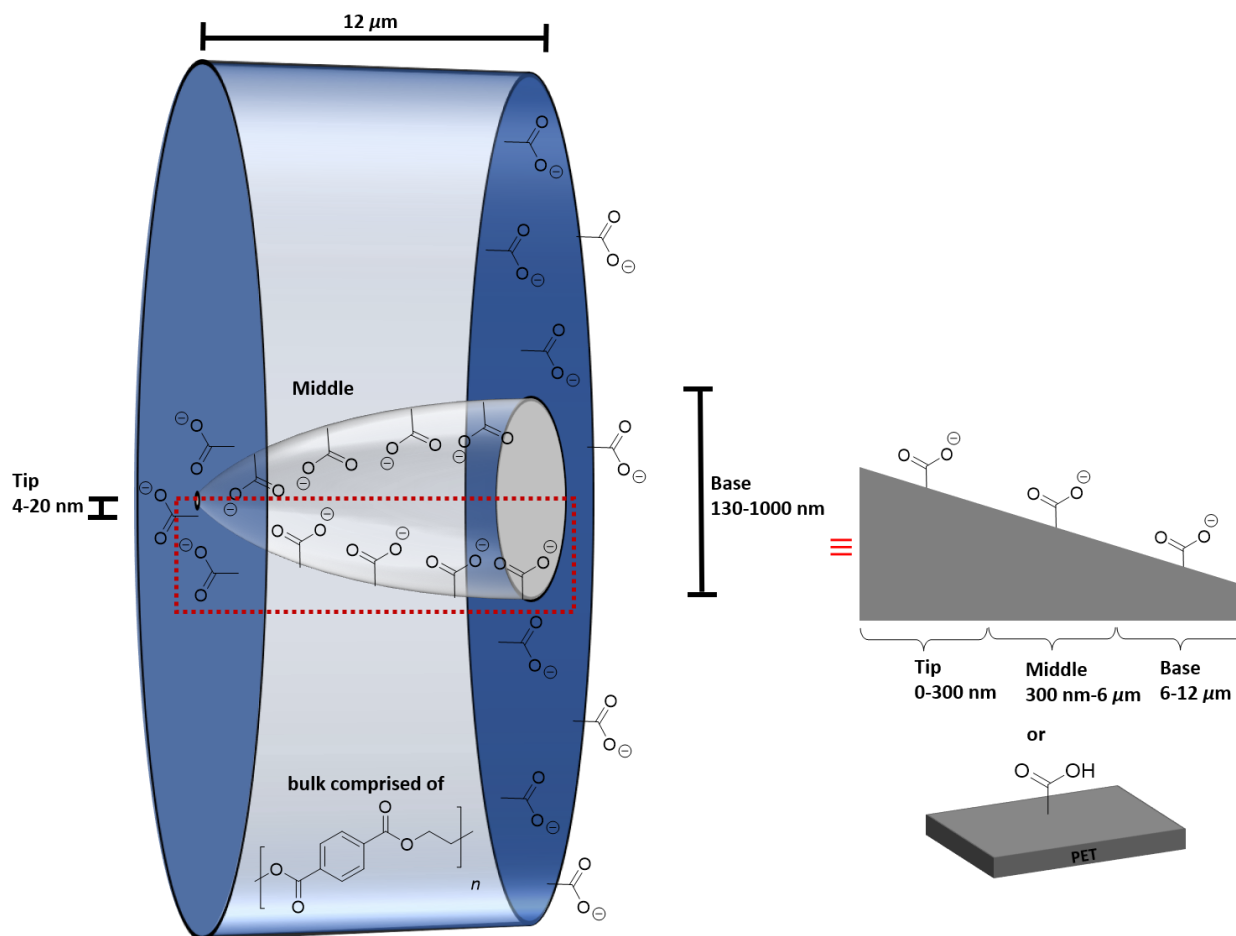 12 μm
O
O
⊖
O
O
⊖
O
O
⊖
O
O
⊖
Middle
⊖
O
O
O
O
⊖
O
O
⊖
O
O
⊖
O
O
⊖
O
O
⊖
Tip
4-20 nm
⊖
O
O
Base
130-1000 nm
⊖
O
O
O
O
⊖
O
O
⊖
O
O
⊖
O
O
⊖
O
O
⊖
O
O
⊖
bulk comprised of
O
O
O
O
n
O
O
⊖
O
O
⊖
≡
O
O
⊖
O
O
⊖
O
O
⊖
Tip
0-300 nm
Middle
300 nm-6 μm
Base
6-12 μm
or
O
OH
PET